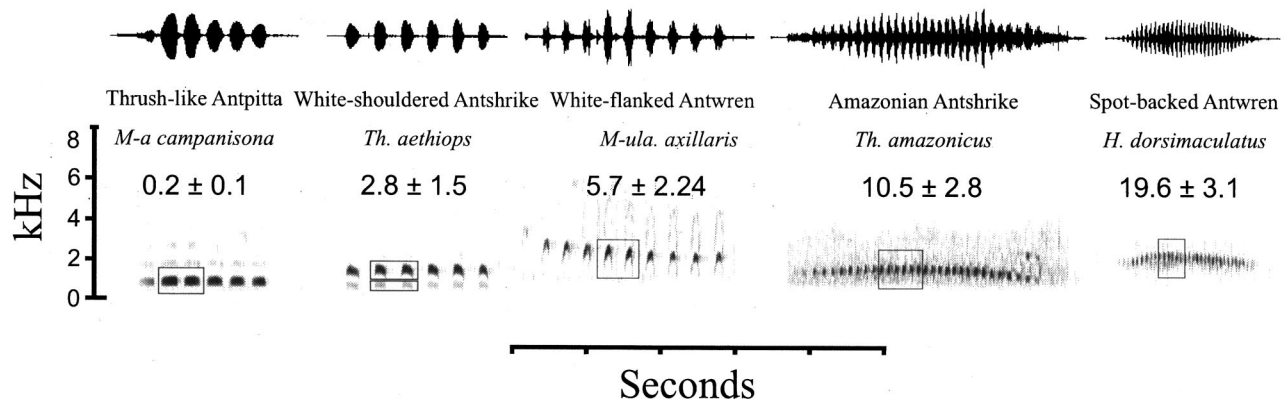 Thrush-like Antpitta White-shouldered Antshrike White-flanked Antwren Amazonian Antshrike Spot-backed Antwren
M-a campanisona Th. aethiops M-ula. axillaris Th. amazonicus H. dorsimaculatus
0.2 ± 0.1 2.8 ± 1.5 5.7 ± 2.24 10.5 ± 2.8 19.6 ± 3.1
kHz
8
6
4
2
0
Seconds